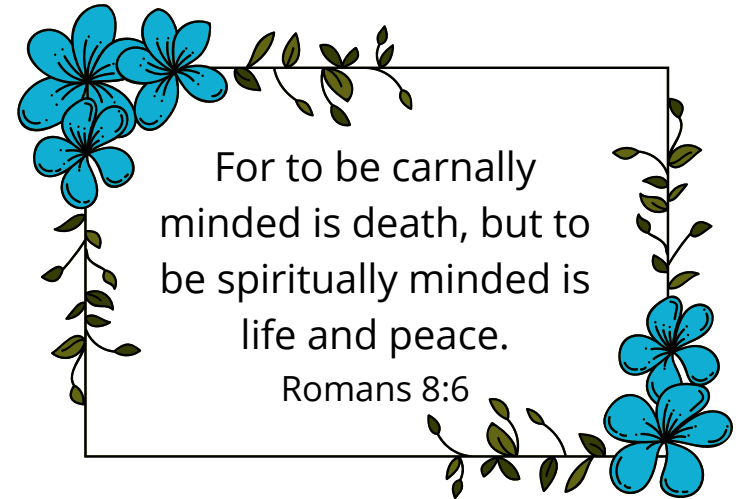 For to be carnally
minded is death, but to
be spiritually minded is
life and peace.
Romans 8:6